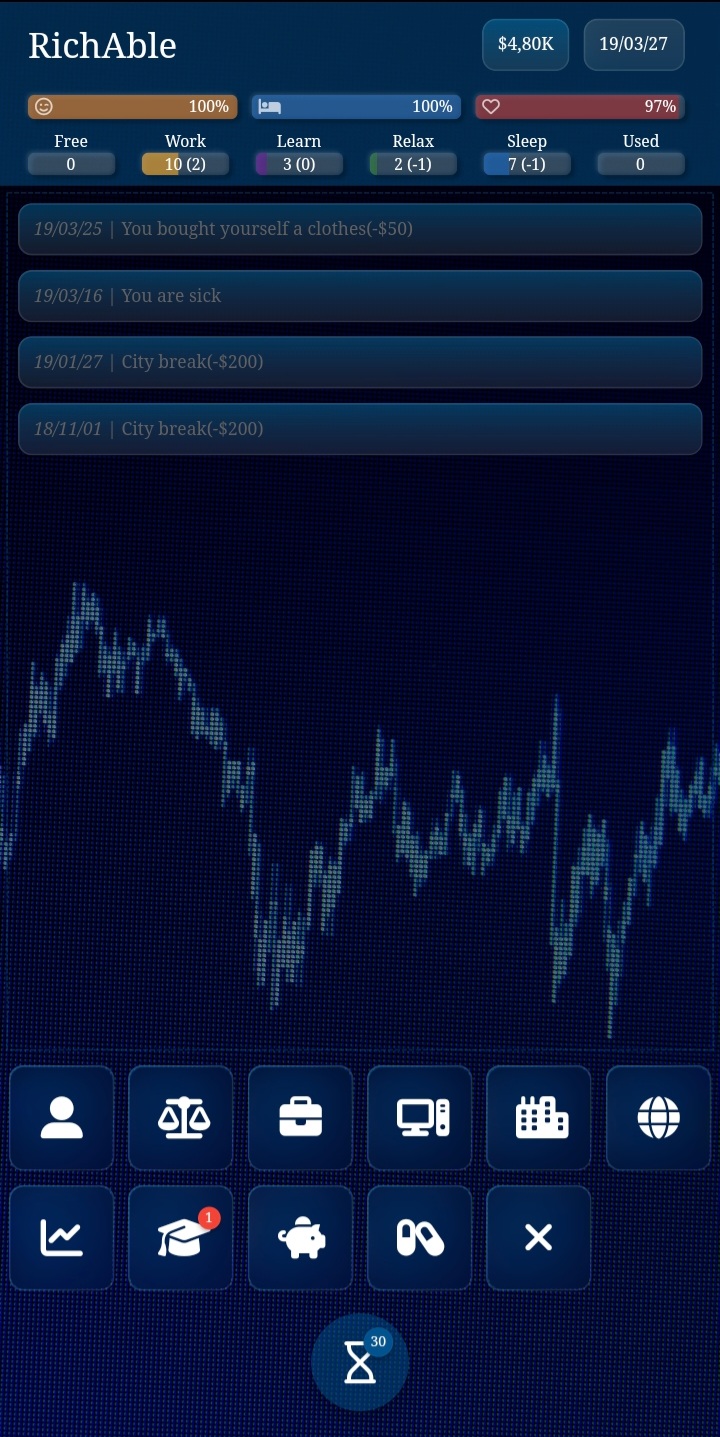 RichAble
$4,80K
19/03/27
100%
100%
97%
Free Work Learn Relax Sleep Used
0 10 (2) 3 (0) 2 (-1) 7 (-1) 0
19/03/25 | You bought yourself a clothes(-$50)
19/03/16 | You are sick
19/01/27 | City break(-$200)
18/11/01 | City break(-$200)
1
30